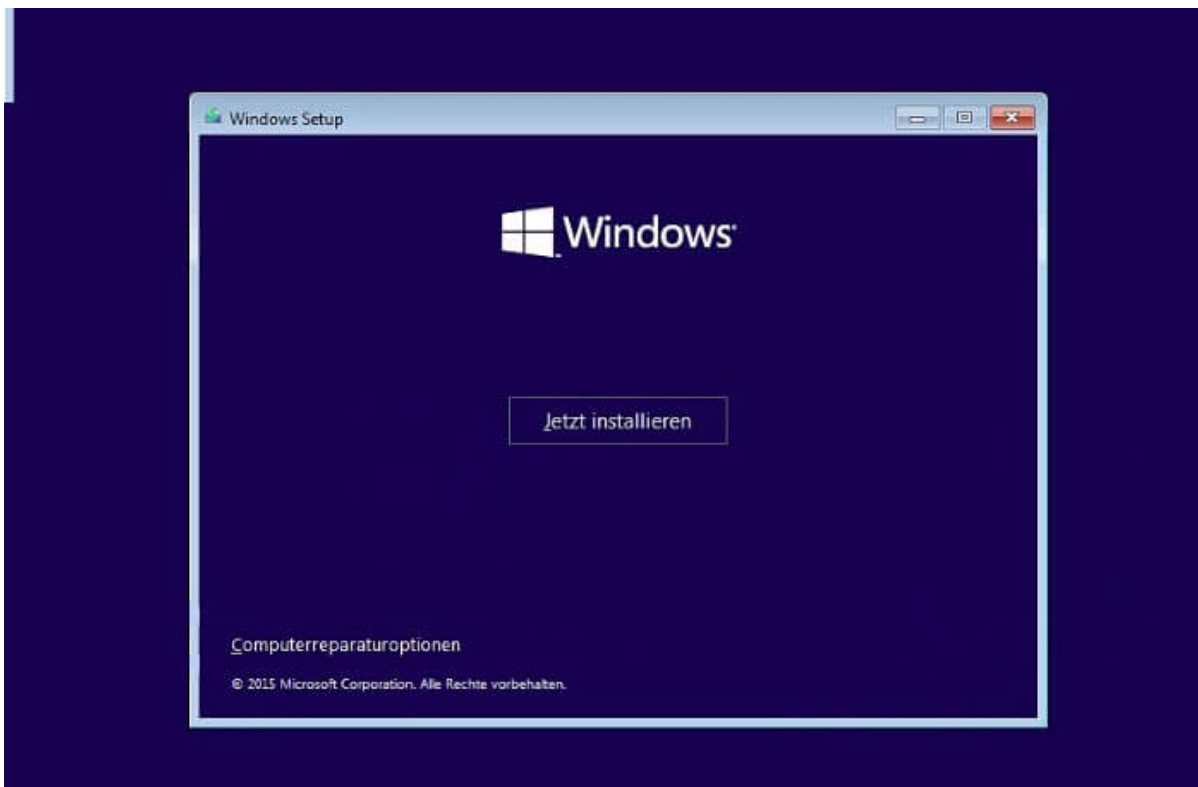 Windows Setup
Windows
Jetzt installieren
Computerreparaturoptionen
© 2015 Microsoft Corporation. Alle Rechte vorbehalten.